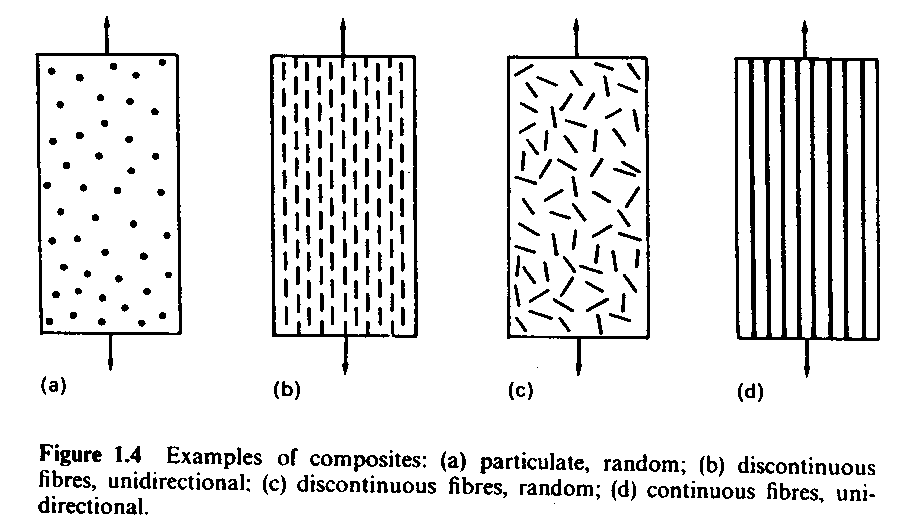 (a)
(b)
(c)
(d)
Figure 1.4 Examples of composites: (a) particulate, random; (b) discontinuous
fibres, unidirectional; (c) discontinuous fibres, random; (d) continuous fibres, uni-
directional.